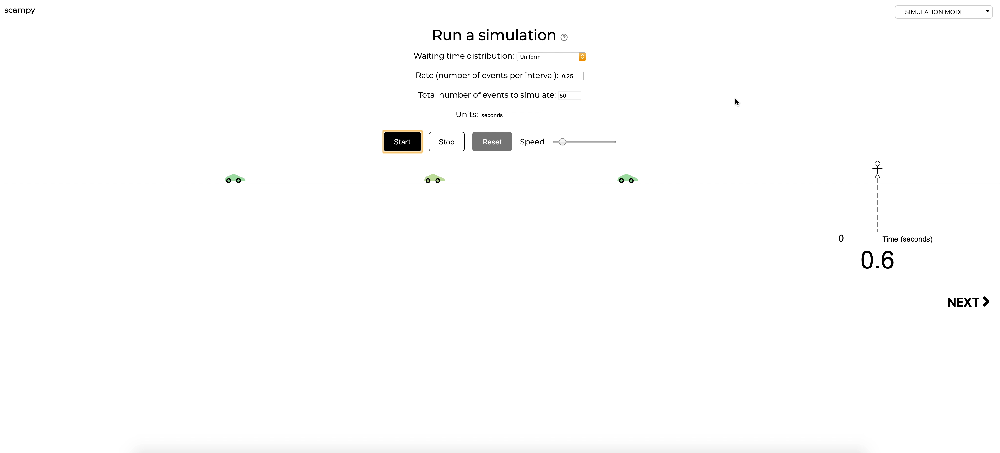 scampy
SIMULATION MODE
Run a simulation ?
Waiting time distribution: Uniform
Rate (number of events per interval): 0.25
Total number of events to simulate: 50
Units: seconds
Start Stop Reset Speed
0 Time (seconds)
0.6
NEXT